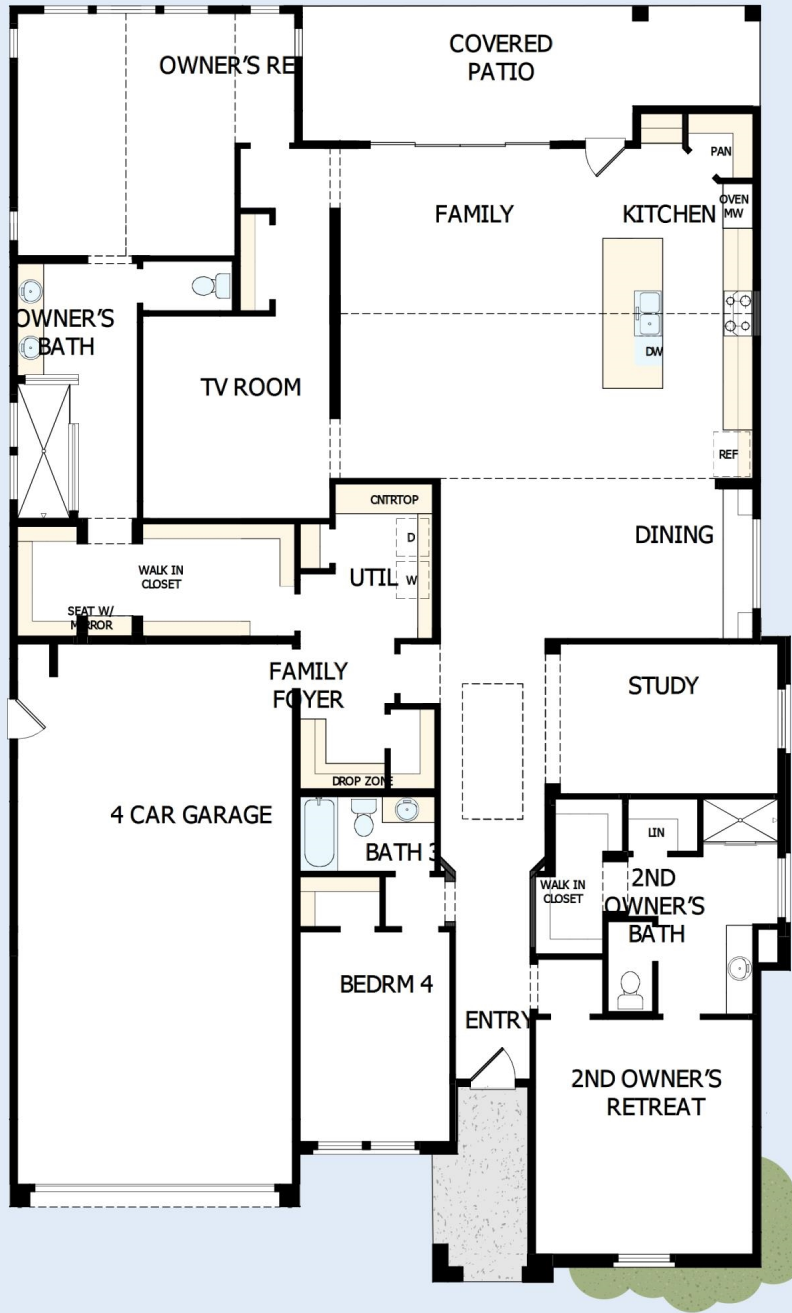 COVERED
PATIO
OWNER'S RE
PAN
OVEN
MW
FAMILY
KITCHEN
OWNER'S
BATH
DW
TV ROOM
REF
CNTRTOP
D
DINING
WALK IN
CLOSET
UTIL
W
SEAT W/
MIRROR
FAMILY
FOYER
STUDY
DROP ZONE
4 CAR GARAGE
LIN
BATH 3
WALK IN
CLOSET
2ND
OWNER'S
BATH
BEDRM 4
ENTRY
2ND OWNER'S
RETREAT